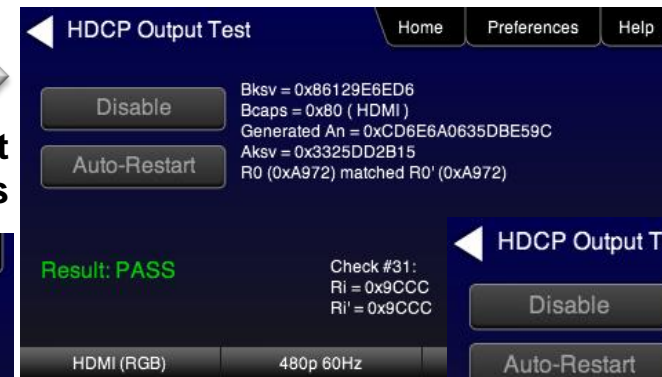 HDCP Output Test
Home
Preferences
Help
Disable
Auto-Restart
Bksv = 0x86129E6ED6
Bcaps = 0x80 ( HDMI )
Generated An = 0xCD6E6A0635DBE59C
Aksv = 0x3325DD2B15
R0 (0xA972) matched R0' (0xA972)
t
s
Result: PASS
Check #31:
Ri = 0x9CCC
Ri' = 0x9CCC
HDMI (RGB)
480p 60Hz
HDCP Output T
Disable
Auto-Restart